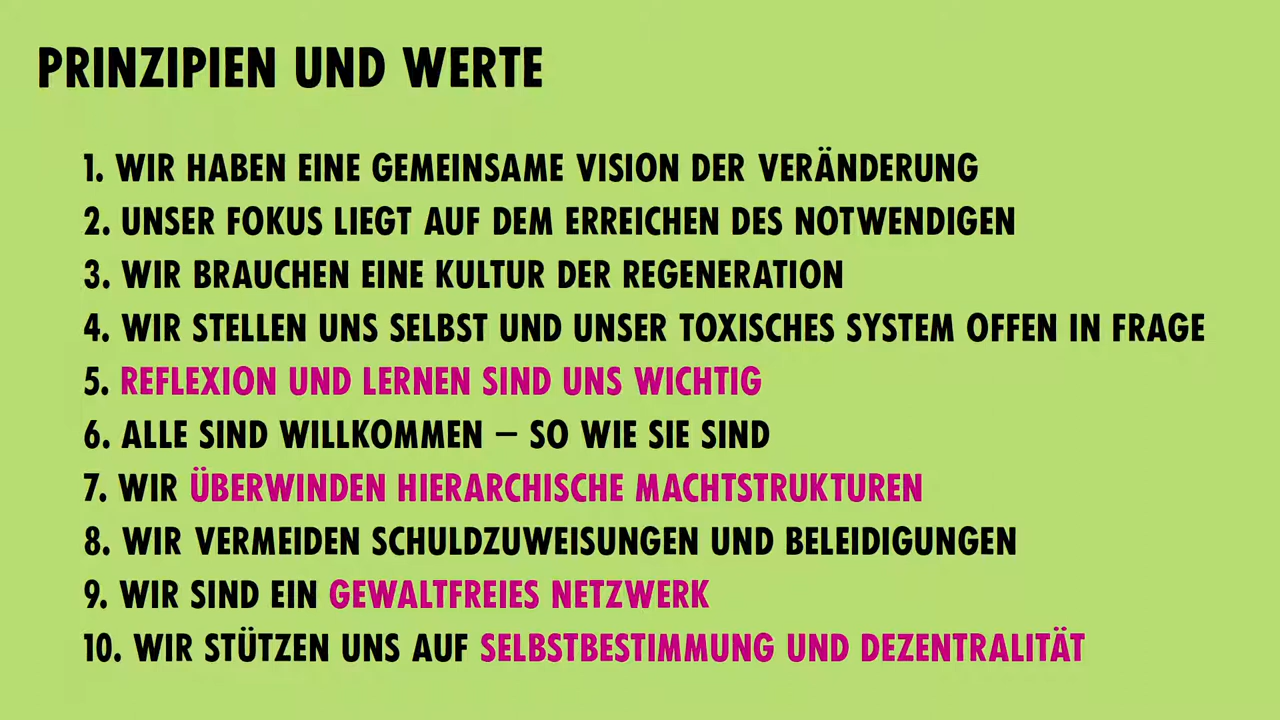 PRINZIPIEN UND WERTE
1. WIR HABEN EINE GEMEINSAME VISION DER VERÄNDERUNG
2. UNSER FOKUS LIEGT AUF DEM ERREICHEN DES NOTWENDIGEN
3. WIR BRAUCHEN EINE KULTUR DER REGENERATION
4. WIR STELLEN UNS SELBST UND UNSER TOXISCHES SYSTEM OFFEN IN FRAGE
5. REFLEXION UND LERNEN SIND UNS WICHTIG
6. ALLE SIND WILLKOMMEN – SO WIE SIE SIND
7. WIR ÜBERWINDEN HIERARCHISCHE MACHTSTRUKTUREN
8. WIR VERMEIDEN SCHULDZUWEISUNGEN UND BELEIDIGUNGEN
9. WIR SIND EIN GEWALTFREIES NETZWERK
10. WIR STÜTZEN UNS AUF SELBSTBESTIMMUNG UND DEZENTRALITÄT